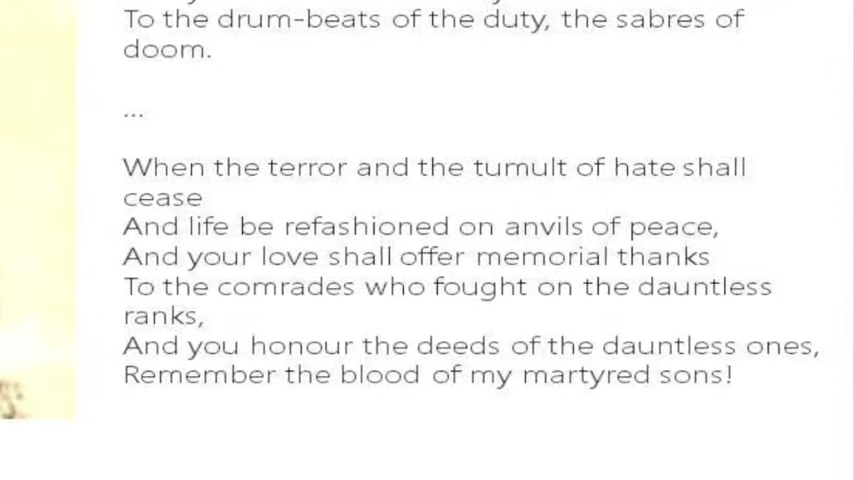 To the drum-beats of the duty, the sabres of
doom.
...
When the terror and the tumult of hate shall
cease
And life be refashioned on anvils of peace,
And your love shall offer memorial thanks
To the comrades who fought on the dauntless
ranks,
And you honour the deeds of the dauntless ones,
Remember the blood of my martyred sons!